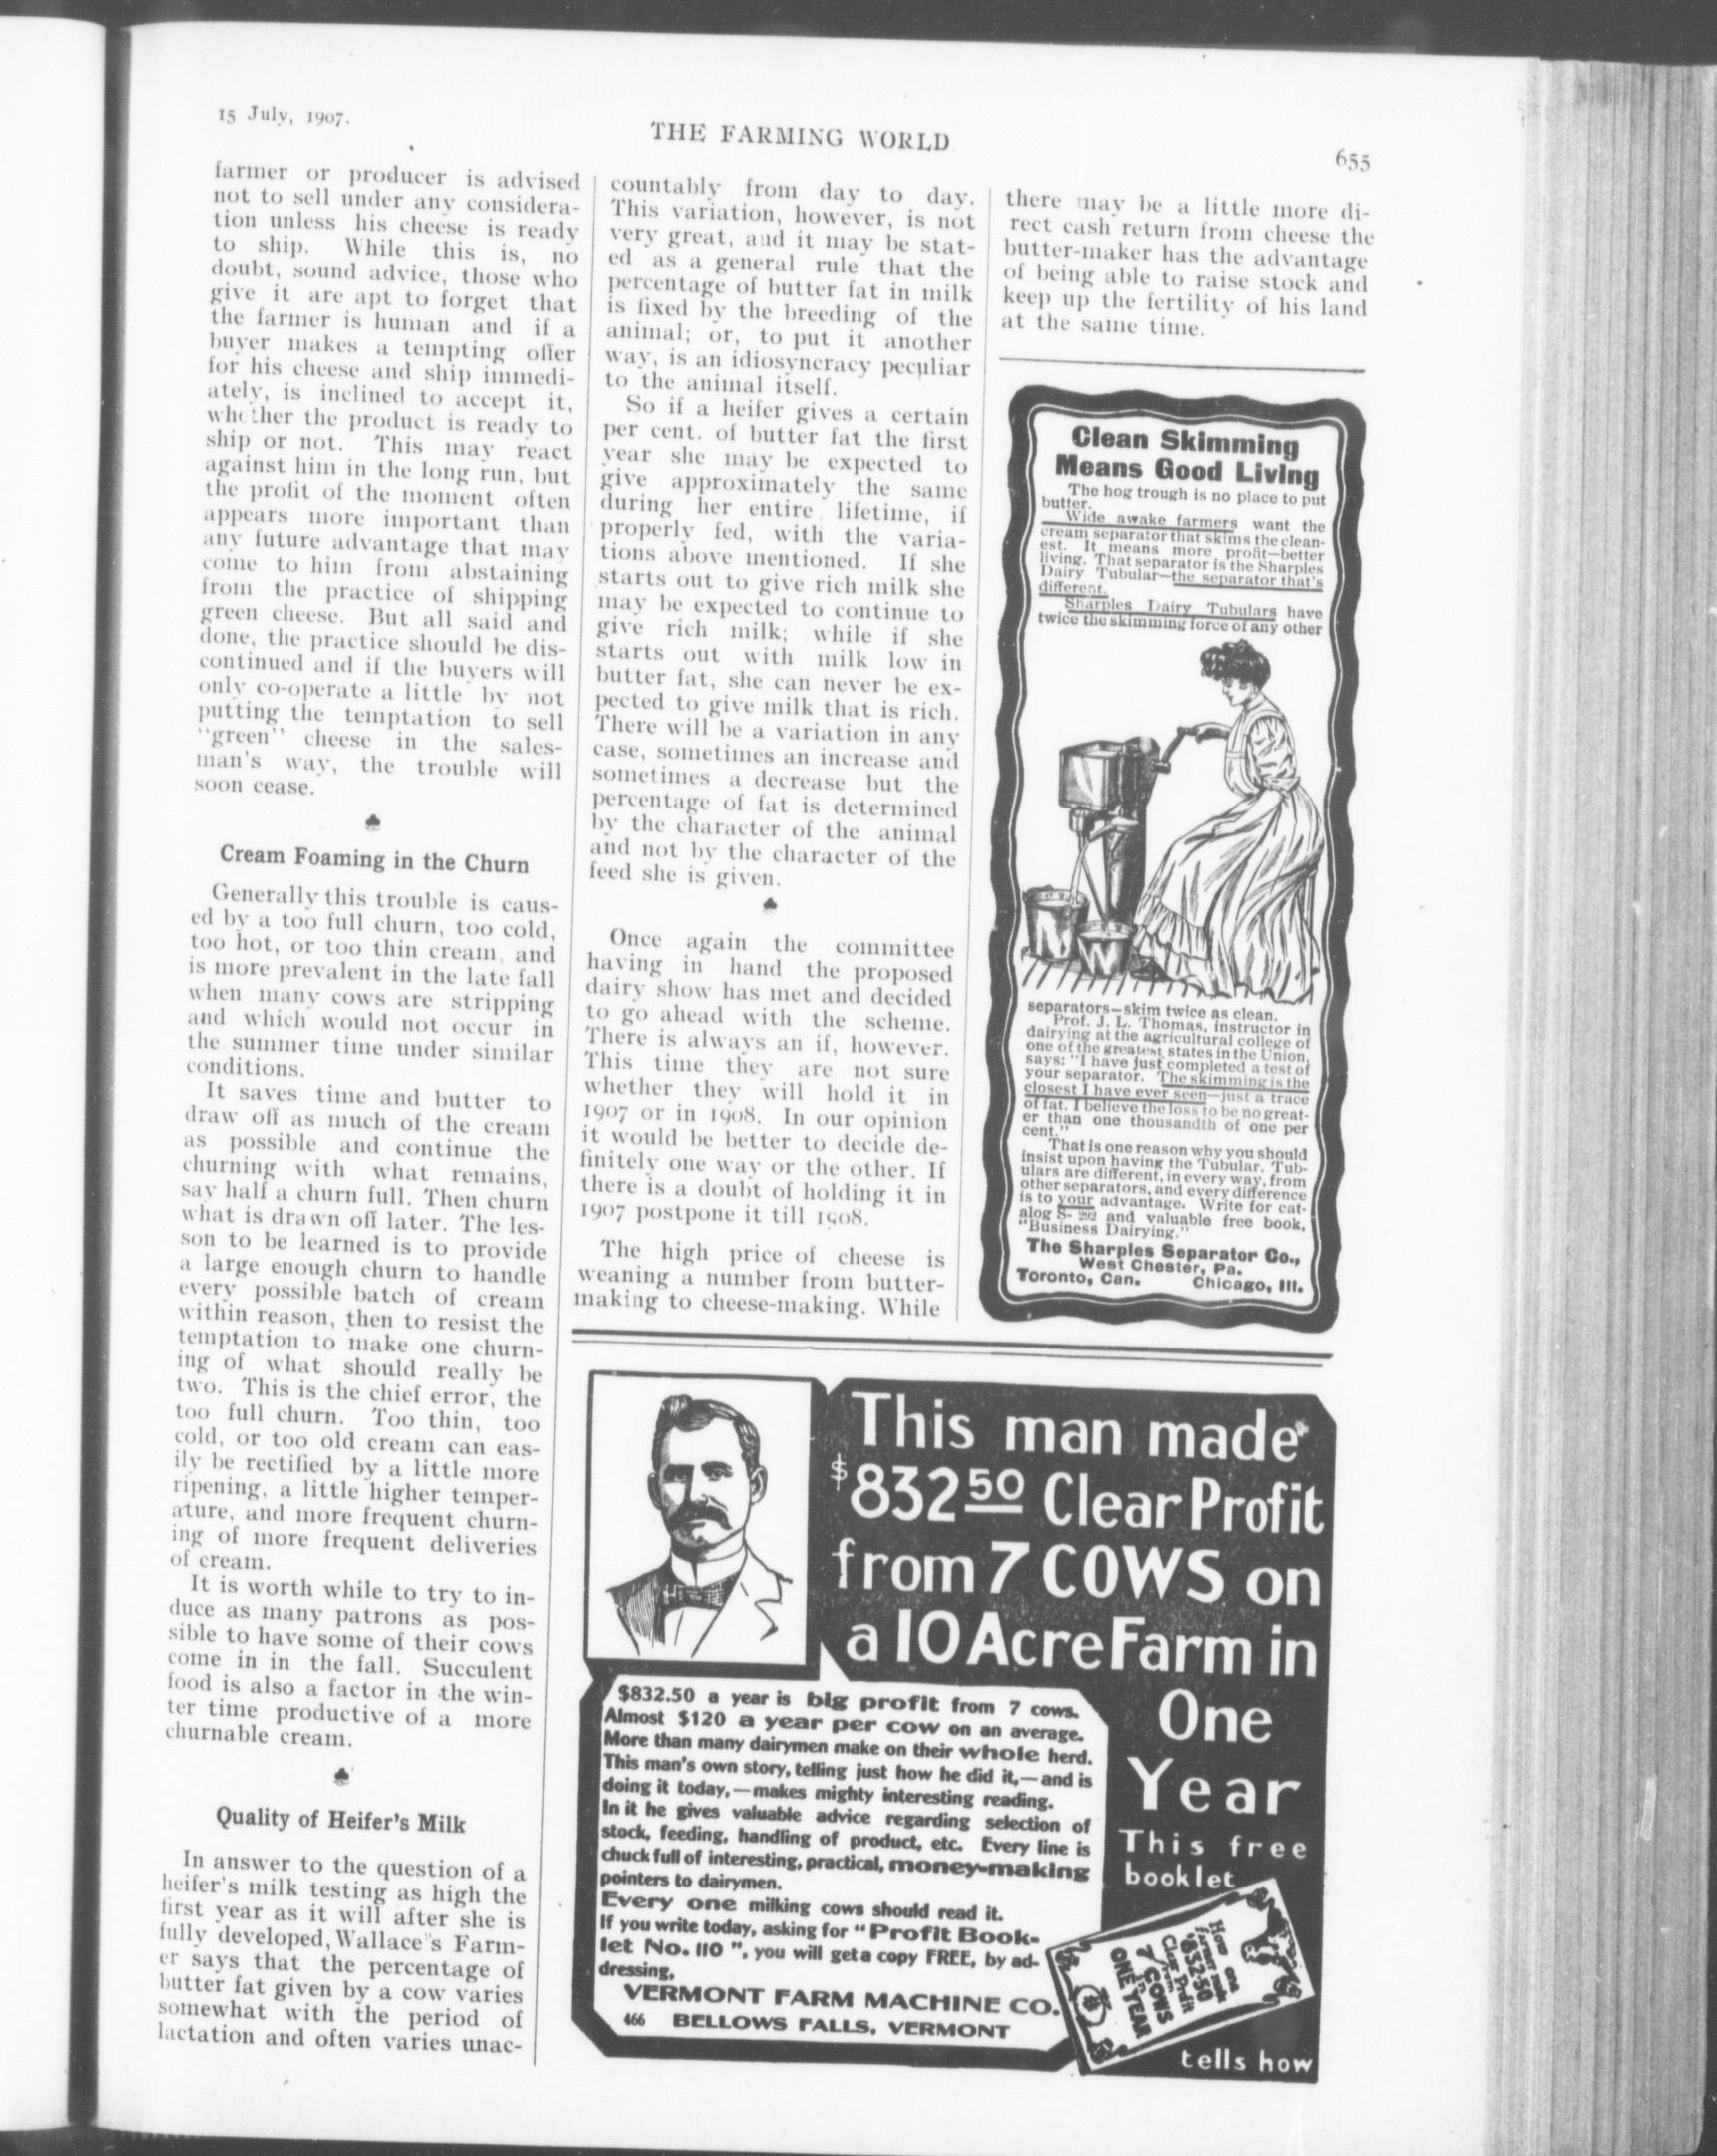 15 July, 1907.
THE FARMING WORLD
655
farmer or producer is advised
not to sell under any considera-
tion unless his cheese is ready
to ship. While this is, no
doubt, sound advice, those who
give it are apt to forget that
the farmer is human and if a
buyer makes a tempting offer
for his cheese and ship immedi-
ately, is inclined to accept it,
whether the product is ready to
ship or not. This may react
against him in the long run, but
the profit of the moment often
appears more important than
any future advantage that may
come to him from abstaining
from the practice of shipping
green cheese. But all said and
done, the practice should be dis-
continued and if the buyers will
only co-operate a little by not
putting the temptation to sell
"green" cheese in the sales-
man's way, the trouble will
soon cease.
Cream Foaming in the Churn
Generally this trouble is caus-
ed by a too full churn, too cold,
too hot, or too thin cream, and
is more prevalent in the late fall
when many cows are stripping
and which would not occur in
the summer time under similar
conditions.
It saves time and butter to
draw off as much of the cream
as possible and continue the
churning with what remains,
say half a churn full. Then churn
what is drawn off later. The les-
son to be learned is to provide
a large enough churn to handle
every possible batch of cream
within reason, then to resist the
temptation to make one churn-
ing of what should really be
two. This is the chief error, the
too full churn. Too thin, too
cold, or too old cream can eas-
ily be rectified by a little more
ripening, a little higher temper-
ature, and more frequent churn-
ing of more frequent deliveries
of cream.
It is worth while to try to in-
duce as many patrons as pos-
sible to have some of their cows
come in in the fall. Succulent
food is also a factor in the win-
ter time productive of a more
churnable cream.
Quality of Heifer's Milk
In answer to the question of a
heifer's milk testing as high the
first year as it will after she is
fully developed, Wallace's Farm-
er says that the percentage of
butter fat given by a cow varies
somewhat with the period of
lactation and often varies unac-
countably from day to day.
This variation, however, is not
very great, and it may be stat-
ed as a general rule that the
percentage of butter fat in milk
is fixed by the breeding of the
animal; or, to put it another
way, is an idiosyncracy peculiar
to the animal itself.
So if a heifer gives a certain
per cent. of butter fat the first
year she may be expected to
give approximately the same
during her entire lifetime, if
properly fed, with the varia-
tions above mentioned. If she
starts out to give rich milk she
may be expected to continue to
give rich milk; while if she
starts out with milk low in
butter fat, she can never be ex-
pected to give milk that is rich.
There will be a variation in any
case, sometimes an increase and
sometimes a decrease but the
percentage of fat is determined
by the character of the animal
and not by the character of the
feed she is given.
Once again the committee
having in hand the proposed
dairy show has met and decided
to go ahead with the scheme.
There is always an if, however.
This time they are not sure
whether they will hold it in
1907 or in 1908. In our opinion
it would be better to decide de-
finitely one way or the other. If
there is a doubt of holding it in
1907 postpone it till 1908.
The high price of cheese is
weaning a number from butter-
making to cheese-making. While
there may be a little more di-
rect cash return from cheese the
butter-maker has the advantage
of being able to raise stock and
keep up the fertility of his land
at the same time.
Clean Skimming
Means Good Living
The hog trough is no place to put
butter.
Wide awake farmers want the
cream separator that skims the clean-
est. It means more profit—better
living. That separator is the Sharples
Dairy Tubular—the separator that's
different.
Sharples Dairy Tubulars have
twice the skimming force of any other
separators—skim twice as clean.
Prof. J. L. Thomas, instructor in
dairying at the agricultural college of
one of the greatest states in the Union,
says: "I have just completed a test of
your separator. The skimming is the
closest I have ever seen—just a trace
of fat. I believe the loss to be no great-
er than one thousandth of one per
cent."
That is one reason why you should
insist upon having the Tubular. Tub-
ulars are different, in every way, from
other separators, and every difference
is to your advantage. Write for cat-
alog S- and valuable free book,
"Business Dairying."
The Sharples Separator Co.,
West Chester, Pa.
Toronto, Can. Chicago, Ill.
This man made
$832 50 Clear Profit
from 7 COWS on
a 10 Acre Farm in
One
Year
This free
booklet
$832.50 a year is big profit from 7 cows.
Almost $120 a year per cow on an average.
More than many dairymen make on their whole herd.
This man's own story, telling just how he did it,—and is
doing it today,—makes mighty interesting reading.
In it he gives valuable advice regarding selection of
stock, feeding, handling of product, etc. Every line is
chuck full of interesting, practical, money-making
pointers to dairymen.
Every one milking cows should read it.
If you write today, asking for "Profit Book-
let No. 110", you will get a copy FREE, by ad-
dressing,
VERMONT FARM MACHINE CO.
466 BELLOWS FALLS, VERMONT
How one
farmer made
$832.50
Clear Profit
from
7 COWS
in
ONE YEAR
tells how